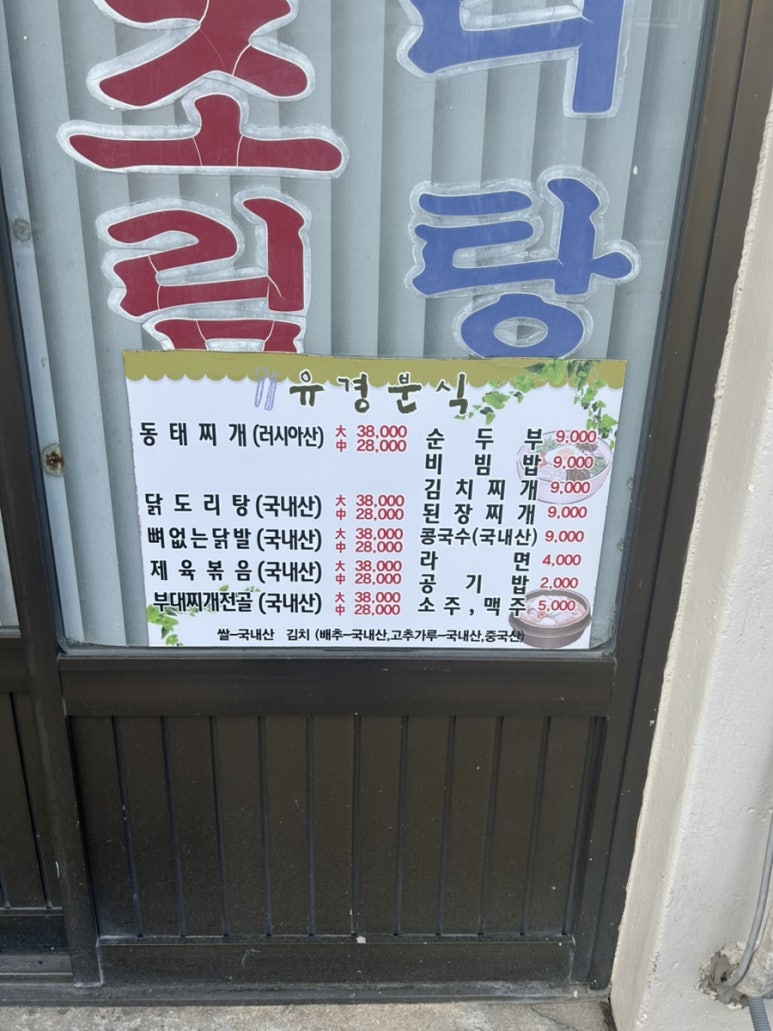 조림
탕
유경분식
동태찌개(러시아산) 大 38,000
中 28,000
닭도리탕(국내산) 大 38,000
中 28,000
뼈없는닭발(국내산) 大 38,000
中 28,000
제육볶음(국내산) 大 38,000
中 28,000
부대찌개전골(국내산) 大 38,000
中 28,000
순두부 9,000
비빔밥 9,000
김치찌개 9,000
된장찌개 9,000
콩국수(국내산) 9,000
라면 4,000
공기밥 2,000
소주,맥주 5,000
쌀-국내산 김치 (배추-국내산,고추가루-국내산,중국산)